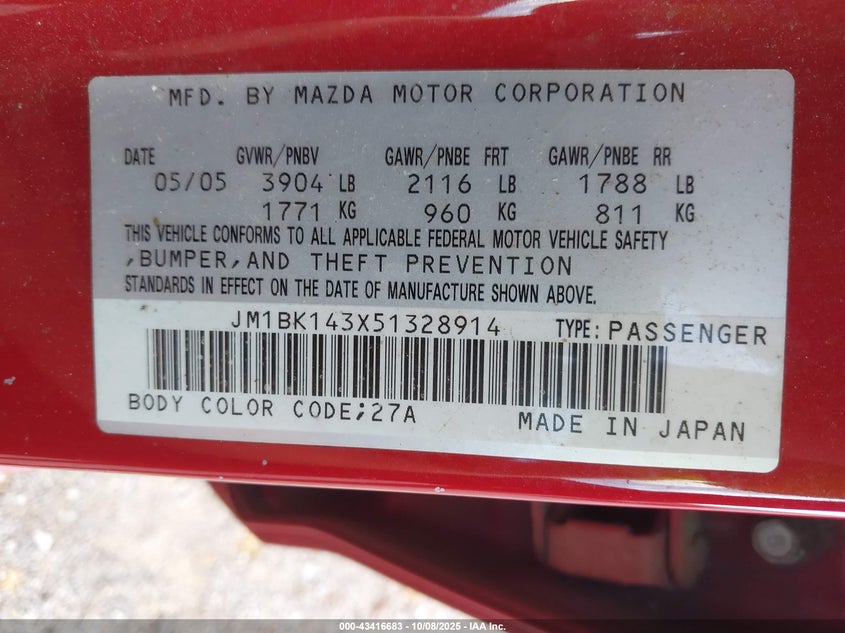 MFD. BY MAZDA MOTOR CORPORATION
DATE GVWR/PNBV GAWR/PNBE FRT GAWR/PNBE RR
05/05 3904 LB 2116 LB 1788 LB
1771 KG 960 KG 811 KG
THIS VEHICLE CONFORMS TO ALL APPLICABLE FEDERAL MOTOR VEHICLE SAFETY
,BUMPER,AND THEFT PREVENTION
STANDARDS IN EFFECT ON THE DATE OF MANUFACTURE SHOWN ABOVE.
JM1BK143X51328914 TYPE: PASSENGER
BODY COLOR CODE;27A MADE IN JAPAN
000-43416683 - 10/08/2025 - IAA Inc.